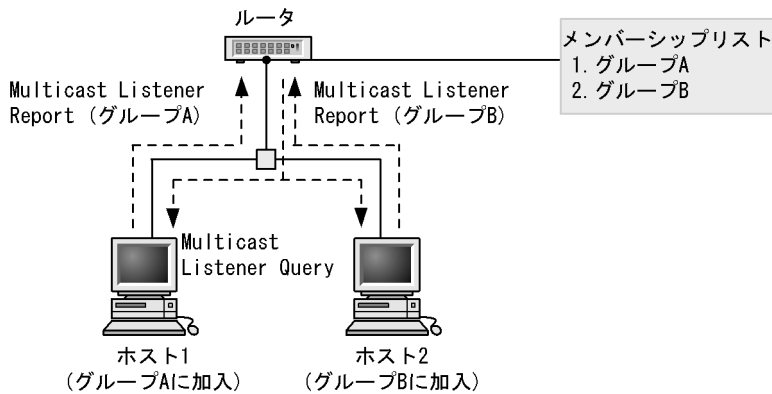 ルータ
メンバーシップリスト
1. グループA
2. グループB
Multicast Listener
Report（グループA）
Multicast Listener
Report（グループB）
Multicast
Listener Query
ホスト1
（グループAに加入）
ホスト2
（グループBに加入）